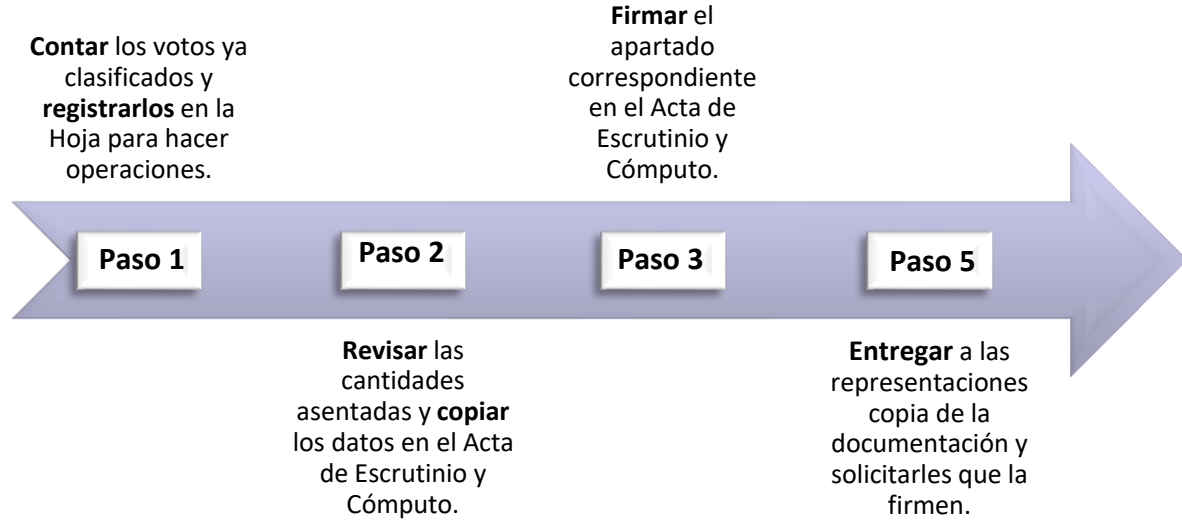 Contar los votos ya
clasificados y
registrarlos en la
Hoja para hacer
operaciones.
Firmar el
apartado
correspondiente
en el Acta de
Escrutinio y
Cómputo.
Paso 1
Paso 2
Paso 3
Paso 5
Revisar las
cantidades
asentadas y copiar
los datos en el Acta
de Escrutinio y
Cómputo.
Entregar a las
representaciones
copia de la
documentación y
solicitarles que la
firmen.